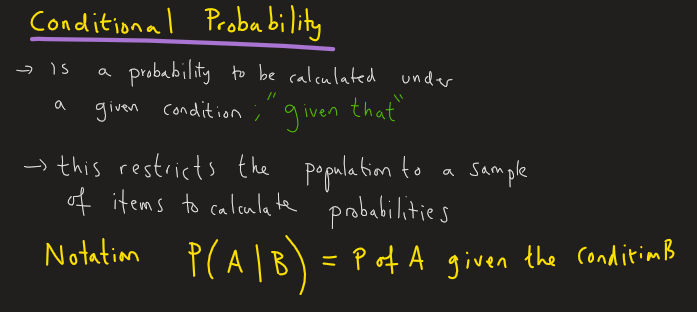 Conditional Probability
→ is a probability to be calculated under
a given condition ; "given that"
→ this restricts the population to a sample
of items to calculate probabilities
Notation P(A|B) = P of A given the condition B